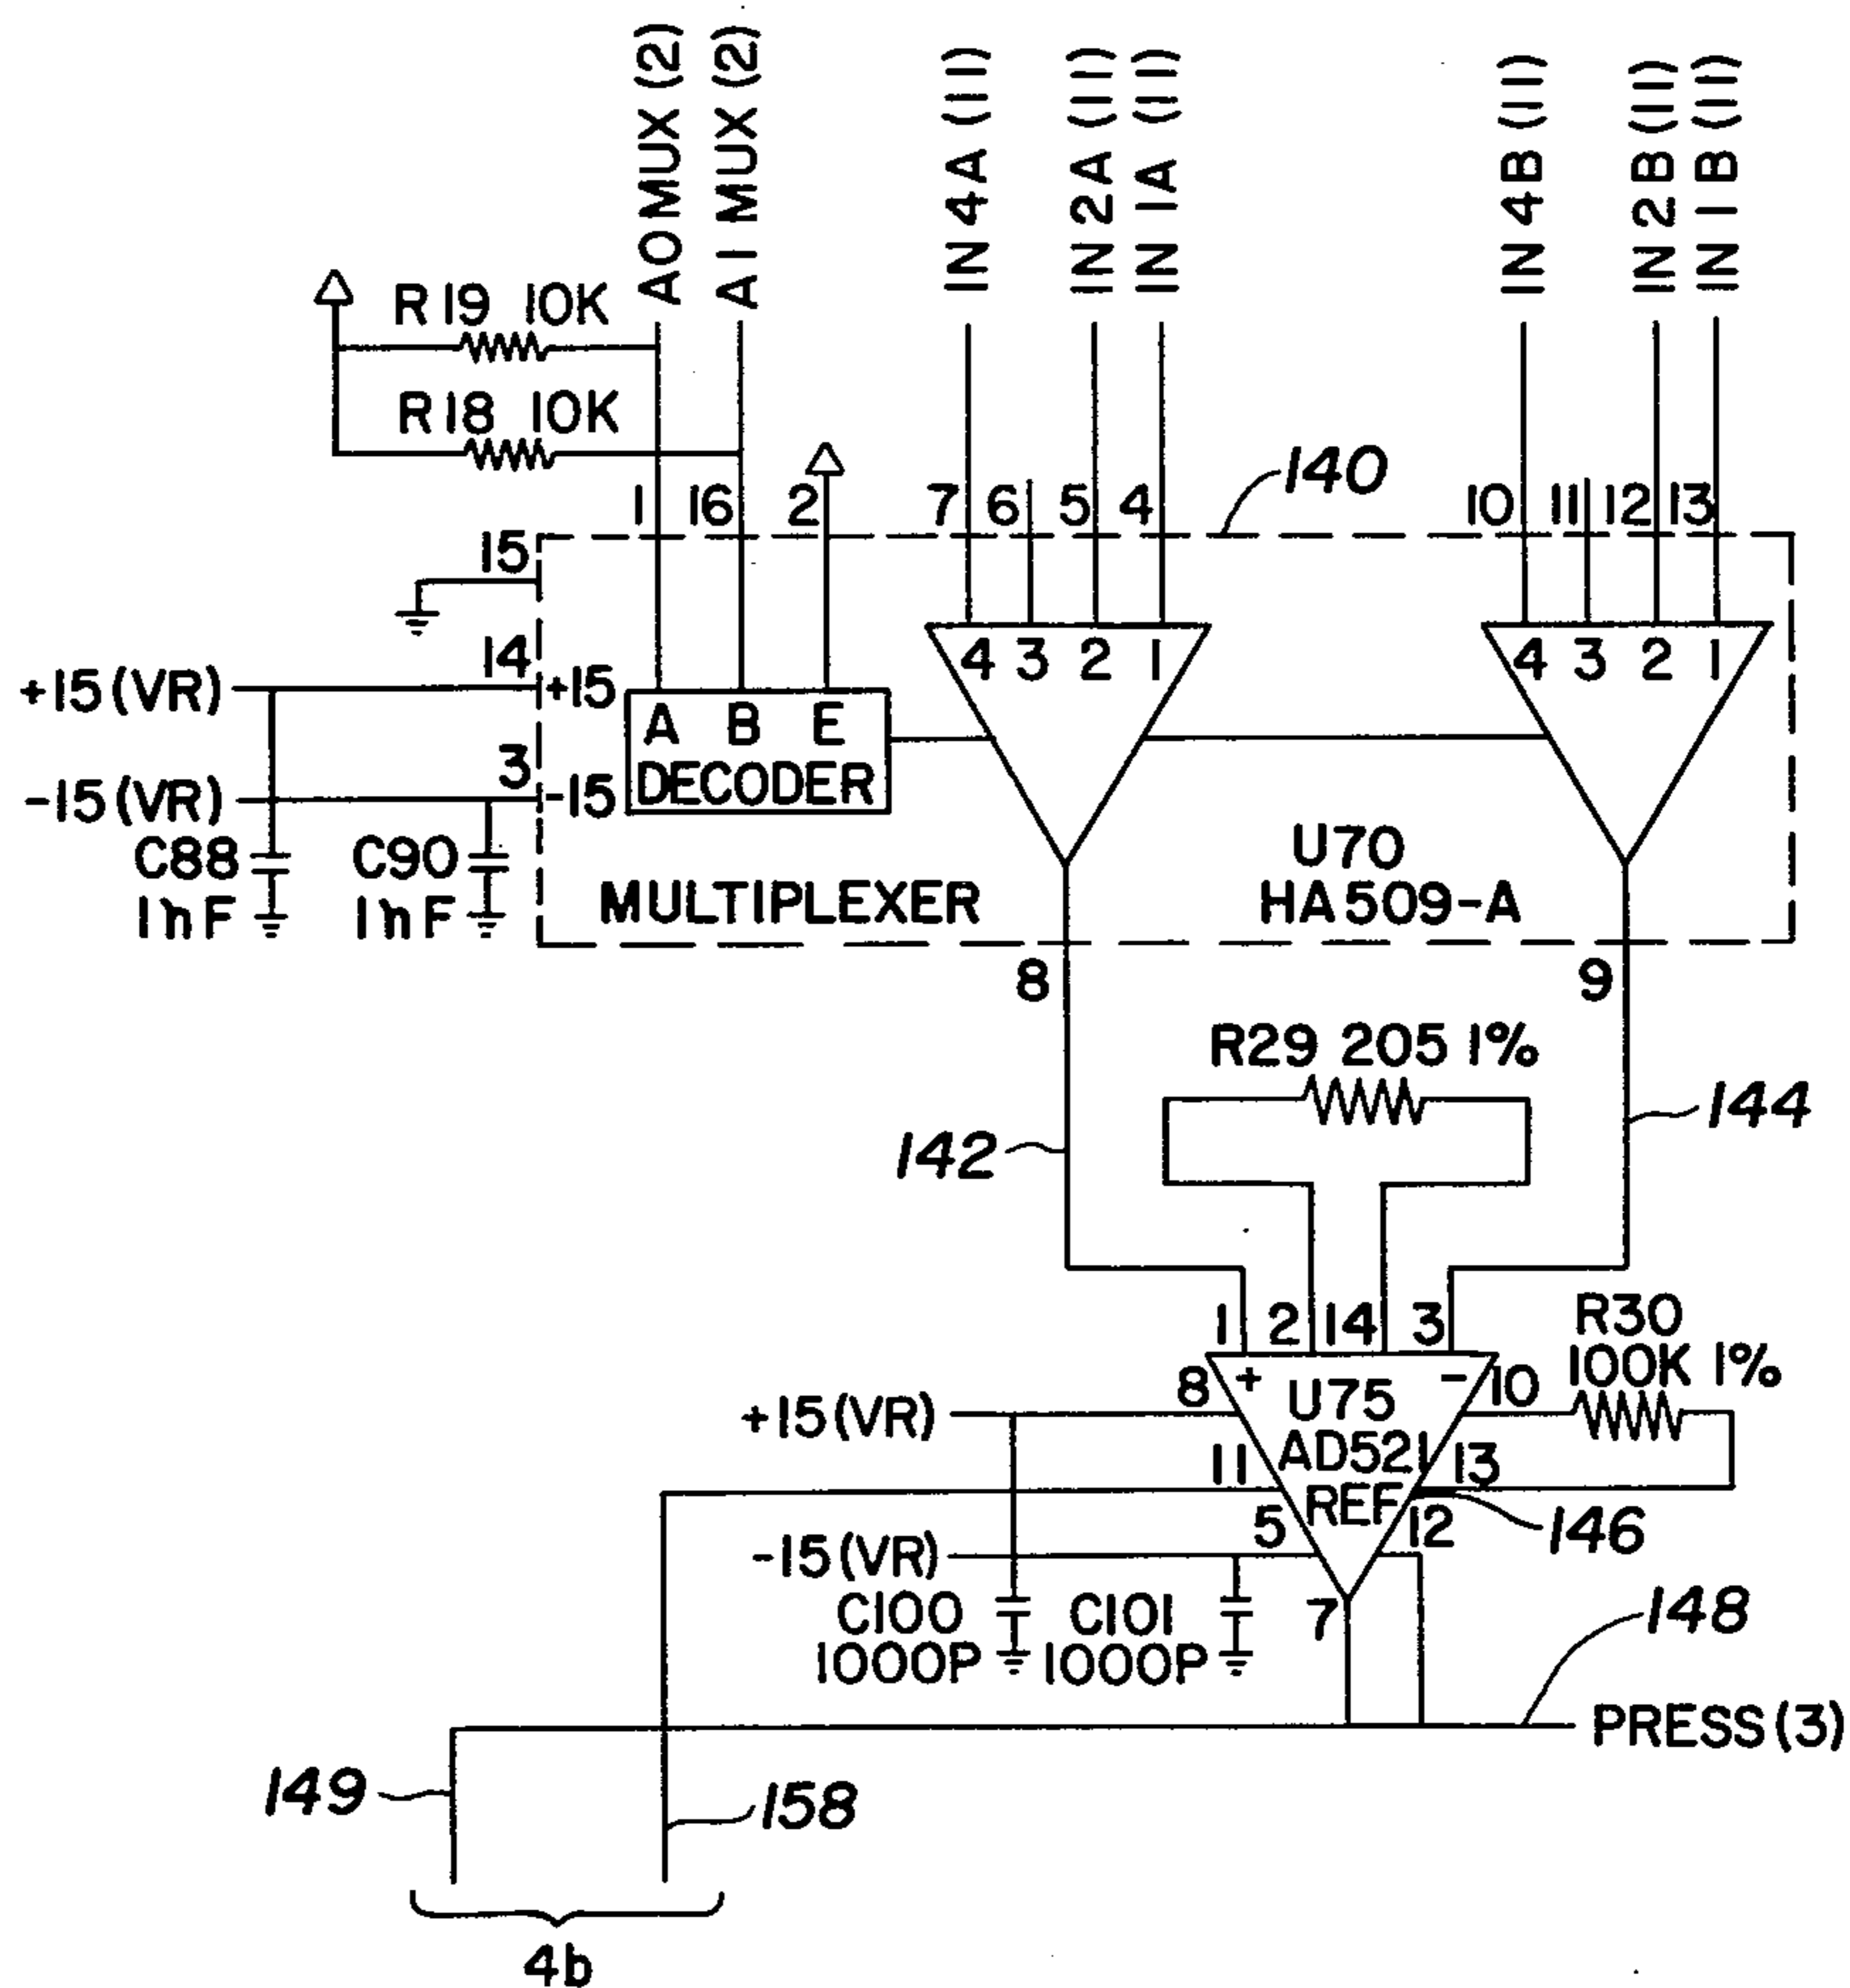 AOMUX (2)
A1 MUX (2)
IN 4A (11)
IN 2A (11)
IN 1A (11)
IN 4B (11)
IN 2B (11)
IN 1B (11)
R19 10K
R18 10K
140
1 16 2 7 6 5 4 10 11 12 13
15
14
+15(VR) +15
4 3 2 1 4 3 2 1
A B E
DECODER
3
-15(VR) -15
C88
1nF
C90
1nF
MULTIPLEXER
U70
HA509-A
8 9
R29 205 1%
142
144
1 2 14 3
R30
100K 1%
8 + - 10
U75
AD521
REF
+15(VR)
11 13
5 12
146
-15(VR)
C100
1000P
C101
1000P
7
148
PRESS(3)
149
158
4b